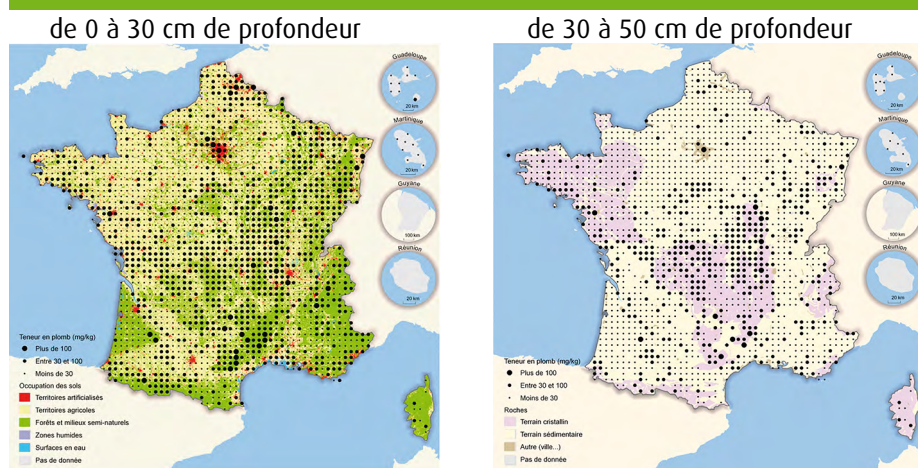 de 0 à 30 cm de profondeur
Guadeloupe
20 km
Martinique
20 km
Guyane
100 km
Réunion
20 km
Teneur en plomb (mg/kg)
Plus de 100
Entre 30 et 100
Moins de 30
Occupation des sols
Territoires artificialisés
Territoires agricoles
Forêts et milieux semi-naturels
Zones humides
Surfaces en eau
Pas de donnée
de 30 à 50 cm de profondeur
Guadeloupe
20 km
Martinique
20 km
Guyane
100 km
Réunion
20 km
Teneur en plomb (mg/kg)
Plus de 100
Entre 30 et 100
Moins de 30
Roches
Terrain cristallin
Terrain sédimentaire
Autre (ville...)
Pas de donnée